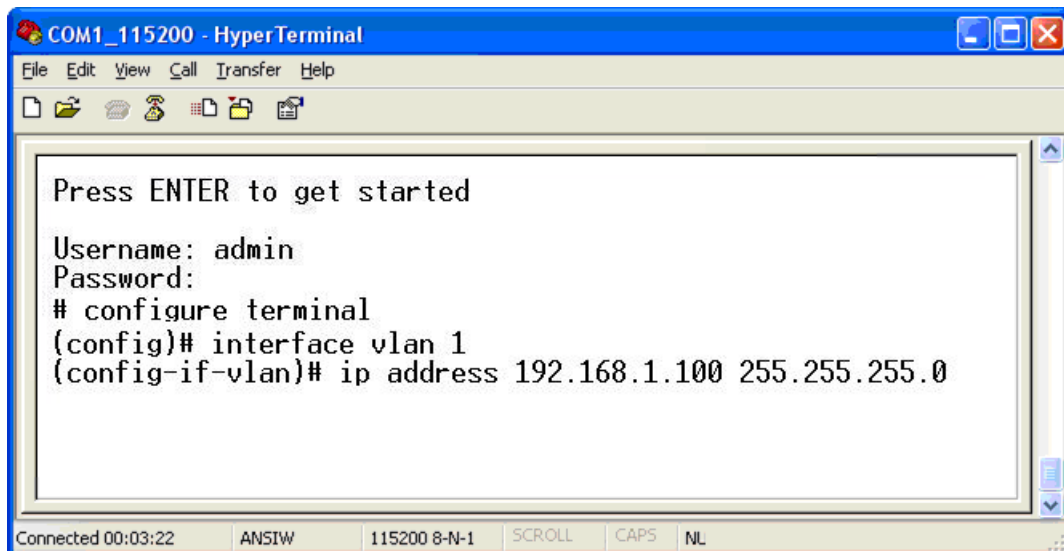 COM1_115200 - HyperTerminal
File Edit View Call Transfer Help
Press ENTER to get started
Username: admin
Password:
# configure terminal
(config)# interface vlan 1
(config-if-vlan)# ip address 192.168.1.100 255.255.255.0
Connected 00:03:22 ANSIW 115200 8-N-1 SCROLL CAPS NU